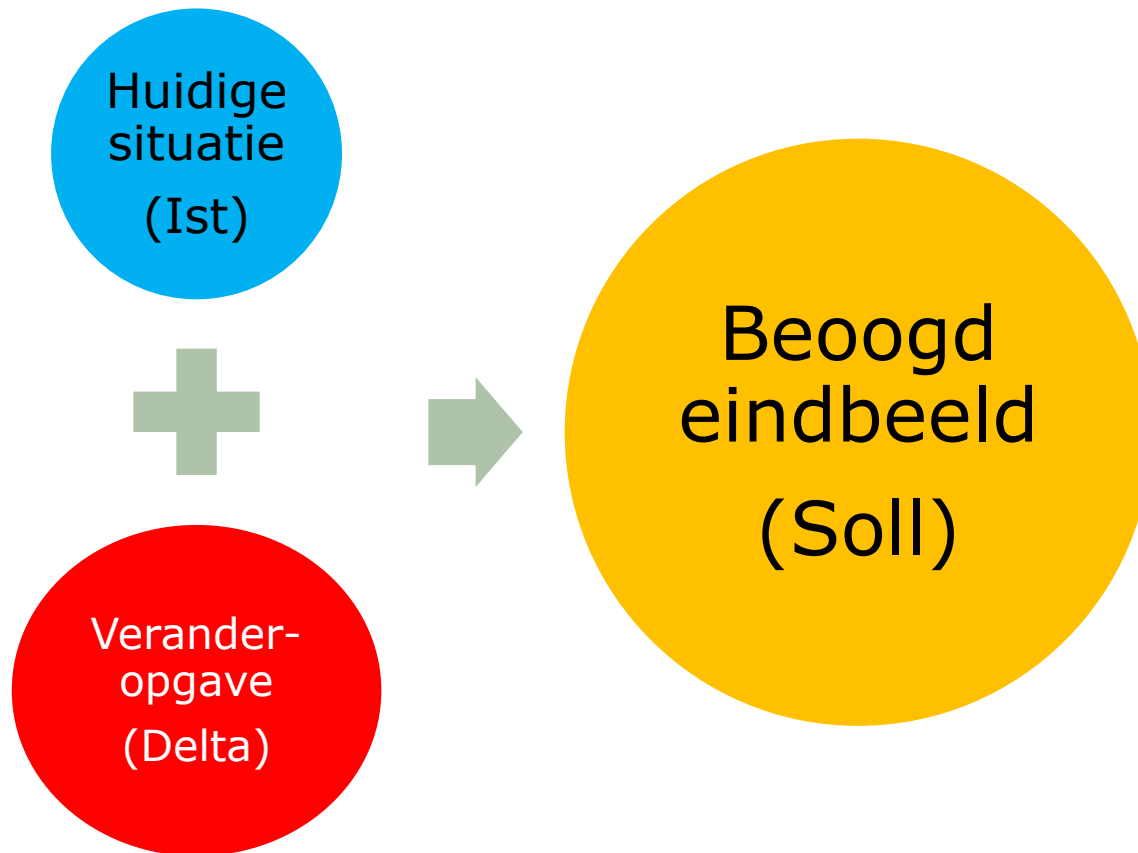 Huidige
situatie
(Ist)
Verander-
opgave
(Delta)
Beoogd
eindbeeld
(Soll)